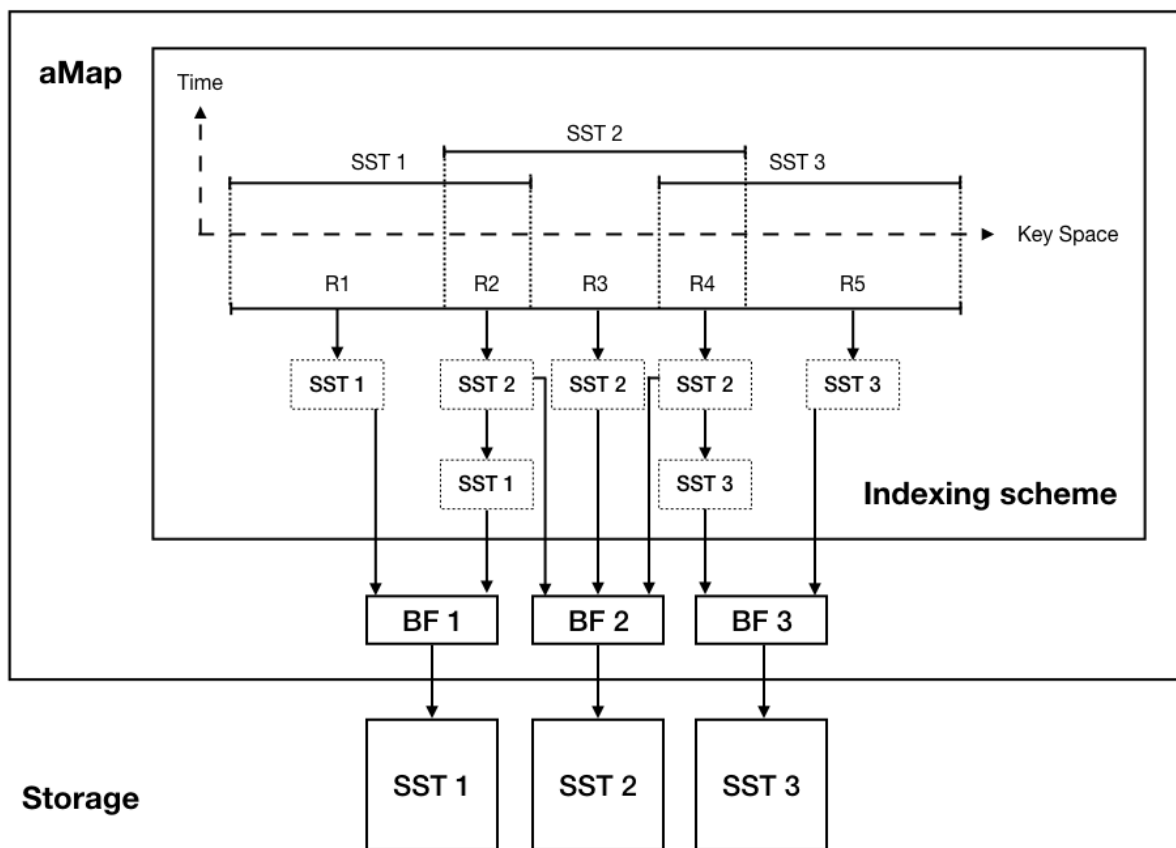 aMap
Time
SST 2
SST 1
SST 3
Key Space
R1
R2
R3
R4
R5
SST 1
SST 2
SST 2
SST 2
SST 3
SST 1
SST 3
Indexing scheme
BF 1
BF 2
BF 3
SST 1
SST 2
SST 3
Storage